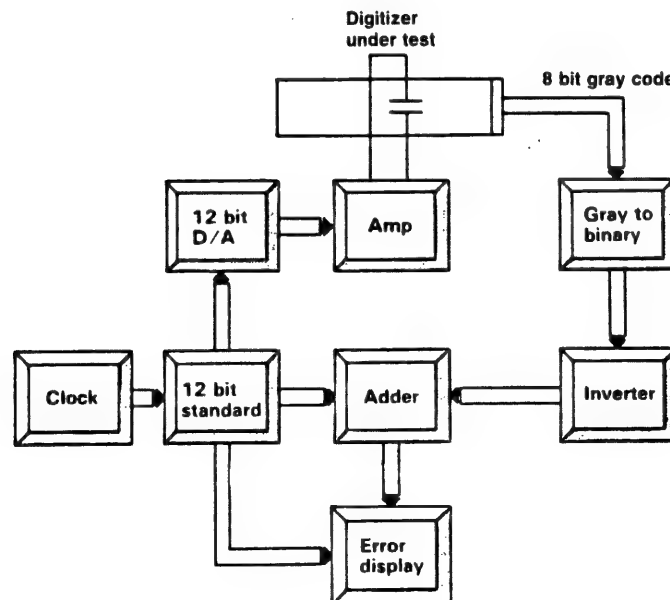 Digitizer
under test
8 bit gray code
12 bit
D/A
Amp
Gray to
binary
Clock
12 bit
standard
Adder
Inverter
Error
display